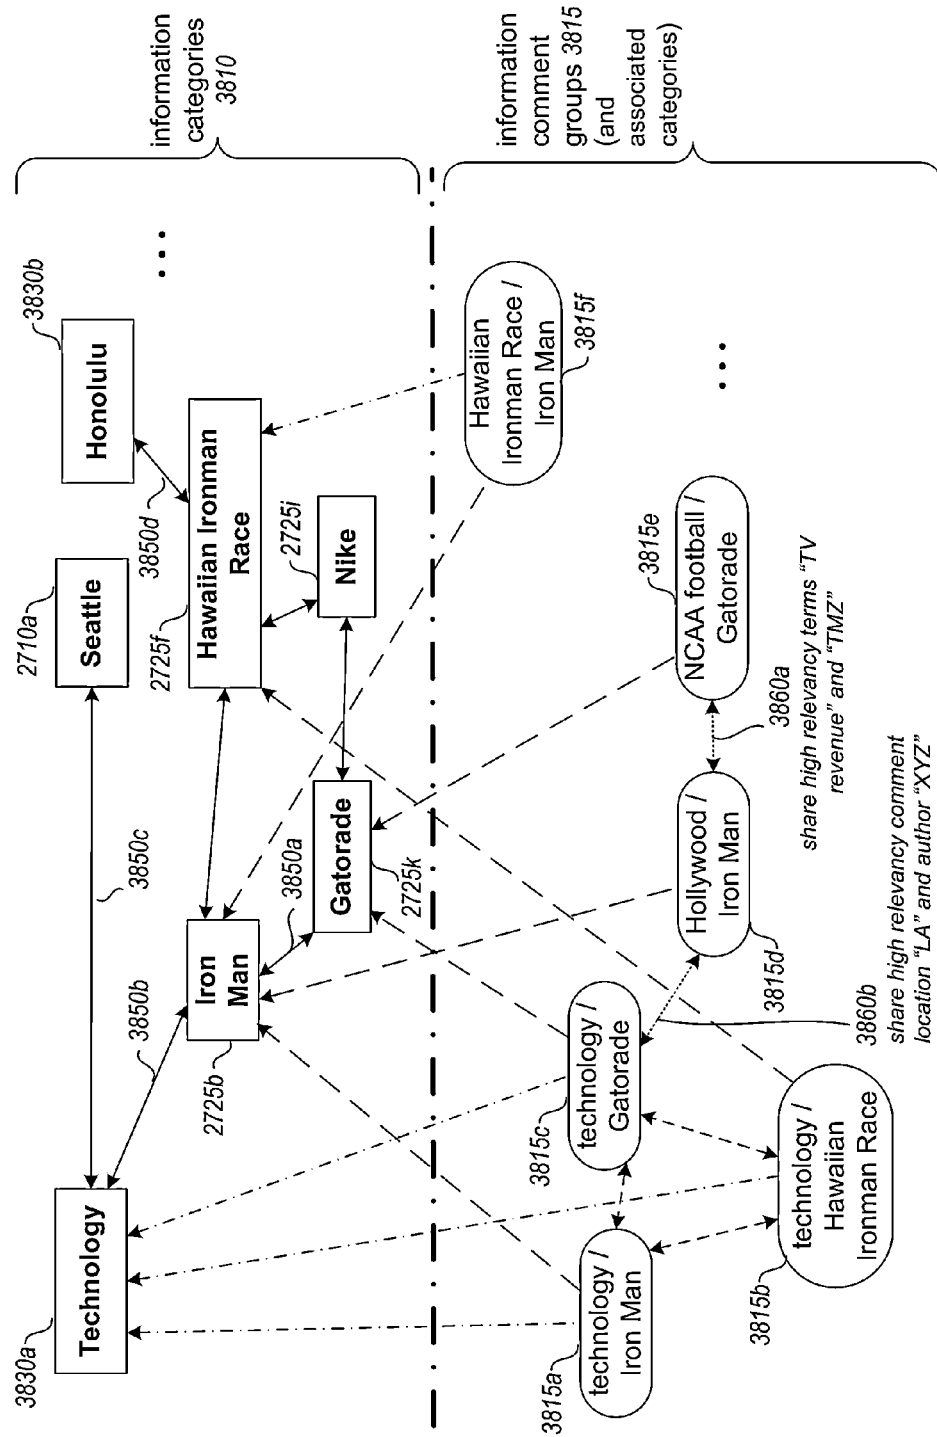 3830a
Technology
3850b
3850c
2710a
Seattle
3830b
Honolulu
3850d
2725f
Hawaiian Ironman
Race
2725b
Iron
Man
3850a
Gatorade
2725k
2725i
Nike
...
information
categories
3810
3815a
technology /
Iron Man
3815b
technology /
Hawaiian
Ironman Race
3815c
technology /
Gatorade
3815d
Hollywood /
Iron Man
3815e
NCAA football /
Gatorade
Hawaiian
Ironman Race /
Iron Man
3815f
...
3860a
share high relevancy terms “TV
revenue” and “TMZ”
3860b
share high relevancy comment
location “LA” and author “XYZ”
information
comment
groups 3815
(and
associated
categories)